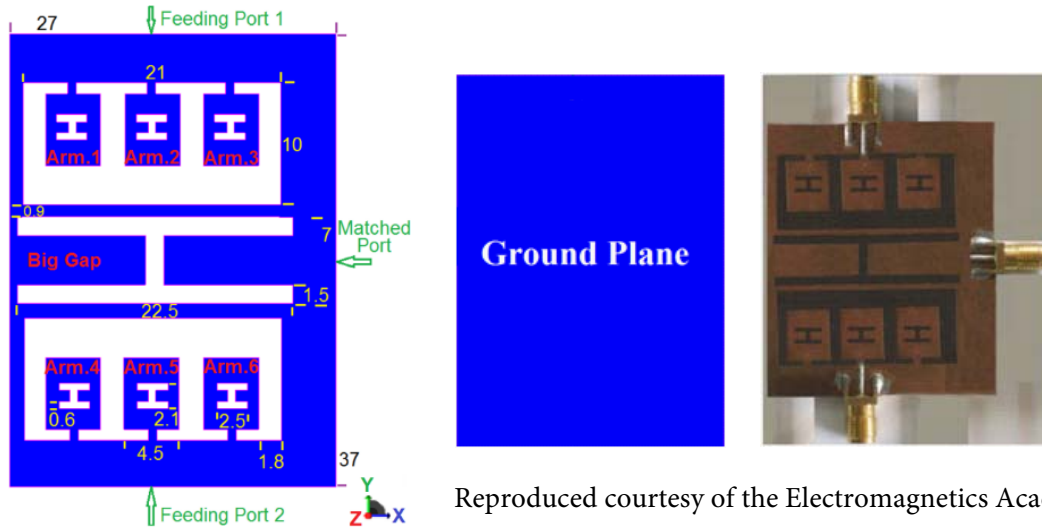 27
Feeding Port 1
21
Arm.1 Arm.2 Arm.3
10
0.9
7
Matched
Port
Big Gap
1.5
22.5
Arm.4 Arm.5 Arm.6
0.6
2.1
2.5
4.5
1.8
37
Feeding Port 2
Y
Z
X
Ground Plane
Reproduced courtesy of the Electromagnetics Aca